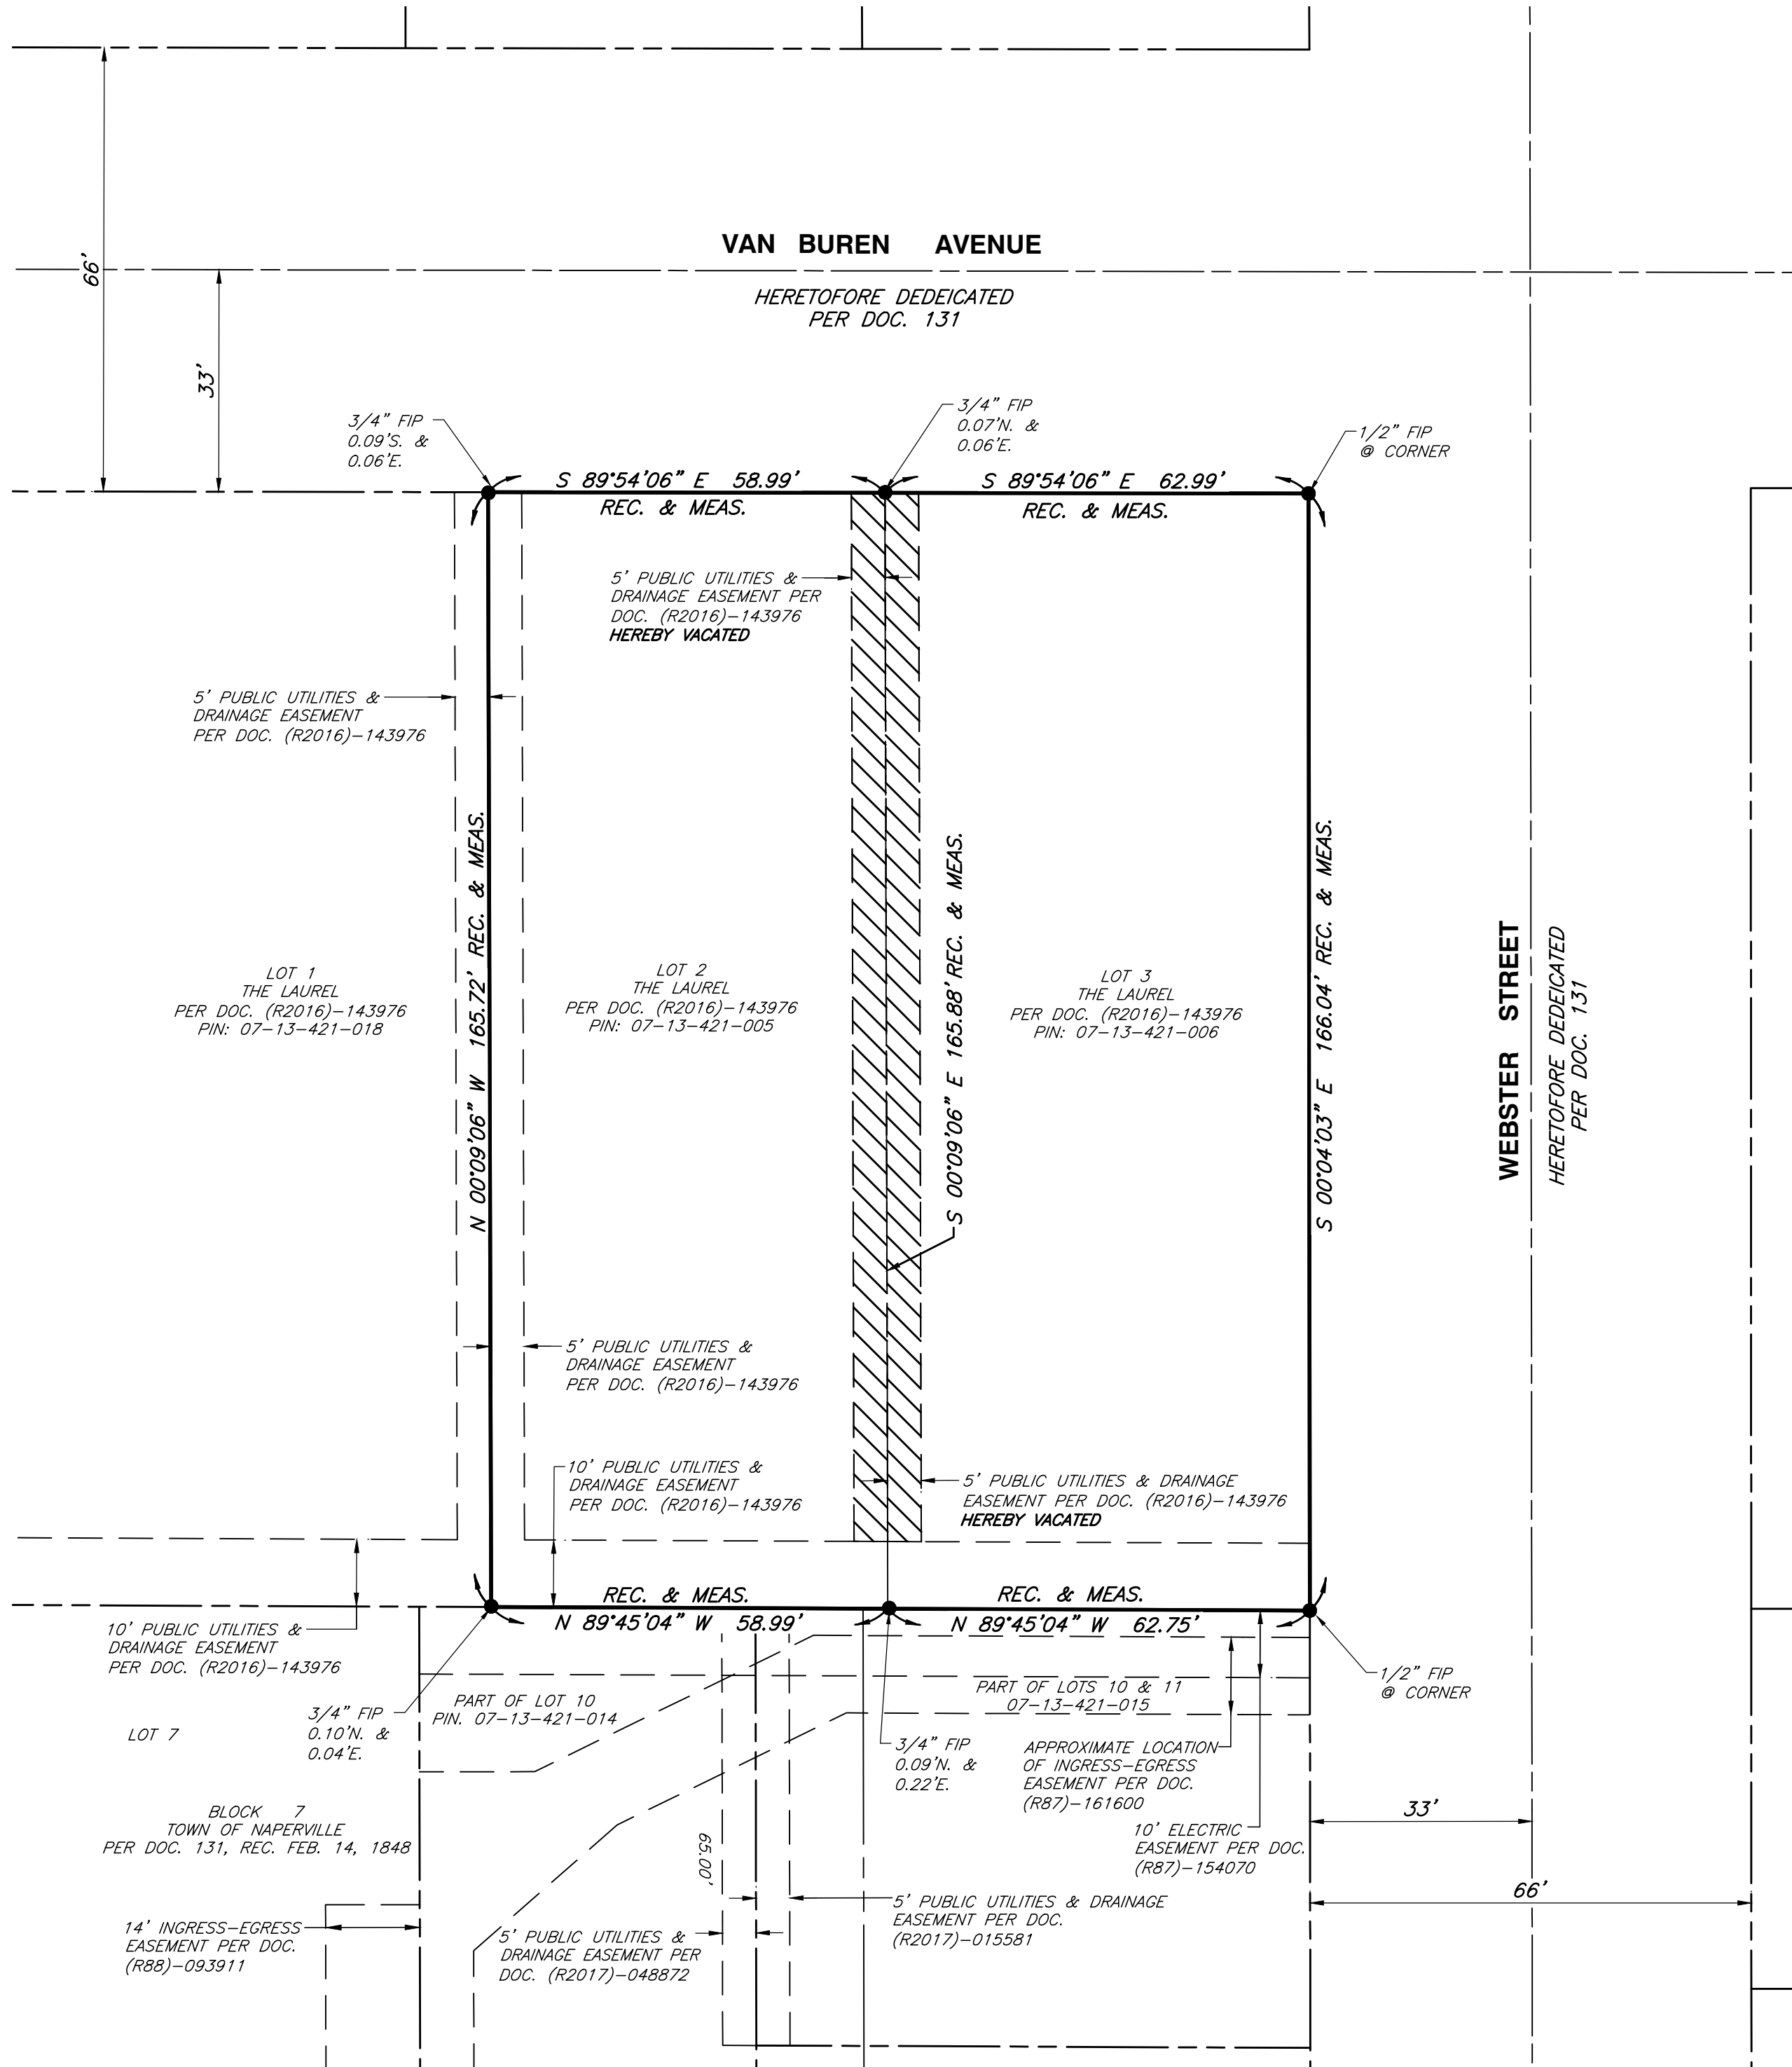 VAN BUREN AVENUE
HERETOFORE DEDEICATED
PER DOC. 131
66'
33'
3/4" FIP
0.09'S. &
0.06'E.
3/4" FIP
0.07'N. &
0.06'E.
1/2" FIP
@ CORNER
S 89°54'06" E 58.99'
REC. & MEAS.
S 89°54'06" E 62.99'
REC. & MEAS.
5' PUBLIC UTILITIES &
DRAINAGE EASEMENT PER
DOC. (R2016)-143976
HEREBY VACATED
5' PUBLIC UTILITIES &
DRAINAGE EASEMENT
PER DOC. (R2016)-143976
N 00°09'06" W 165.72' REC. & MEAS.
S 00°09'06" E 165.88' REC. & MEAS.
S 00°04'03" E 166.04' REC. & MEAS.
WEBSTER STREET
HERETOFORE DEDEICATED
PER DOC. 131
LOT 1
THE LAUREL
PER DOC. (R2016)-143976
PIN: 07-13-421-018
LOT 2
THE LAUREL
PER DOC. (R2016)-143976
PIN: 07-13-421-005
LOT 3
THE LAUREL
PER DOC. (R2016)-143976
PIN: 07-13-421-006
5' PUBLIC UTILITIES &
DRAINAGE EASEMENT
PER DOC. (R2016)-143976
10' PUBLIC UTILITIES &
DRAINAGE EASEMENT
PER DOC. (R2016)-143976
5' PUBLIC UTILITIES & DRAINAGE
EASEMENT PER DOC. (R2016)-143976
HEREBY VACATED
REC. & MEAS.
N 89°45'04" W 58.99'
REC. & MEAS.
N 89°45'04" W 62.75'
10' PUBLIC UTILITIES &
DRAINAGE EASEMENT
PER DOC. (R2016)-143976
3/4" FIP
0.10'N. &
0.04'E.
PART OF LOT 10
PIN. 07-13-421-014
PART OF LOTS 10 & 11
07-13-421-015
1/2" FIP
@ CORNER
LOT 7
3/4" FIP
0.09'N. &
0.22'E.
APPROXIMATE LOCATION
OF INGRESS-EGRESS
EASEMENT PER DOC.
(R87)-161600
BLOCK 7
TOWN OF NAPERVILLE
PER DOC. 131, REC. FEB. 14, 1848
65.00'
10' ELECTRIC
EASEMENT PER DOC.
(R87)-154070
33'
66'
14' INGRESS-EGRESS
EASEMENT PER DOC.
(R88)-093911
5' PUBLIC UTILITIES &
DRAINAGE EASEMENT PER
DOC. (R2017)-048872
5' PUBLIC UTILITIES & DRAINAGE
EASEMENT PER DOC.
(R2017)-015581